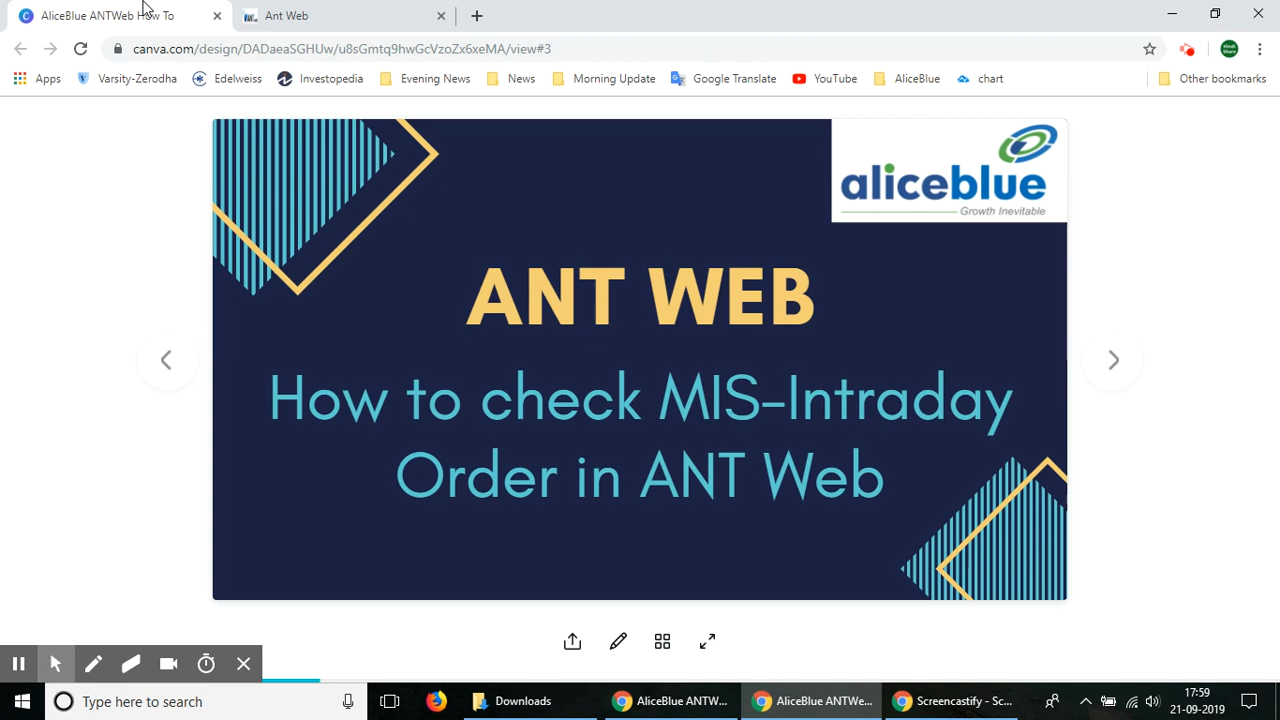 AliceBlue ANTWeb How To
Ant Web
canva.com/design/DADaeaSGHUw/u8sGmtq9hwGcVzoZx6xeMA/view#3
Apps
Varsity-Zerodha
Edelweiss
Investopedia
Evening News
News
Morning Update
Google Translate
YouTube
AliceBlue
chart
Other bookmarks
aliceblue
Growth Inevitable
ANT WEB
How to check MIS-Intraday
Order in ANT Web
Type here to search
Downloads
AliceBlue ANTW...
AliceBlue ANTWe...
Screencastify - Sc...
17:59
21-09-2019